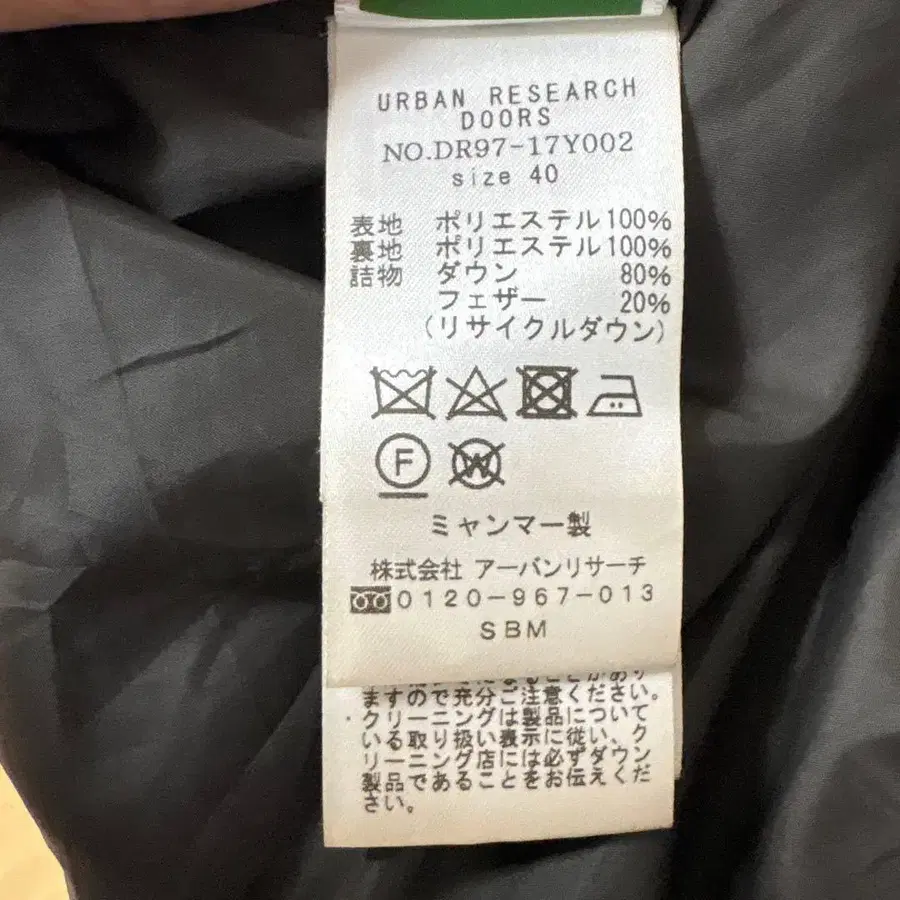 URBAN RESEARCH
DOORS
NO.DR97-17Y002
size 40
表地 ポリエステル100%
裏地 ポリエステル100%
詰物 ダウン 80%
フェザー 20%
(リサイクルダウン)
F
W
ミャンマー製
株式会社 アーバンリサーチ
0120-967-013
SBM
ますので充分ご注意ください。
・クリーニングは製品について
いる取り扱い表示に従い、ク
リーニング店には必ずダウン
製品であることをお伝えくだ
さい。